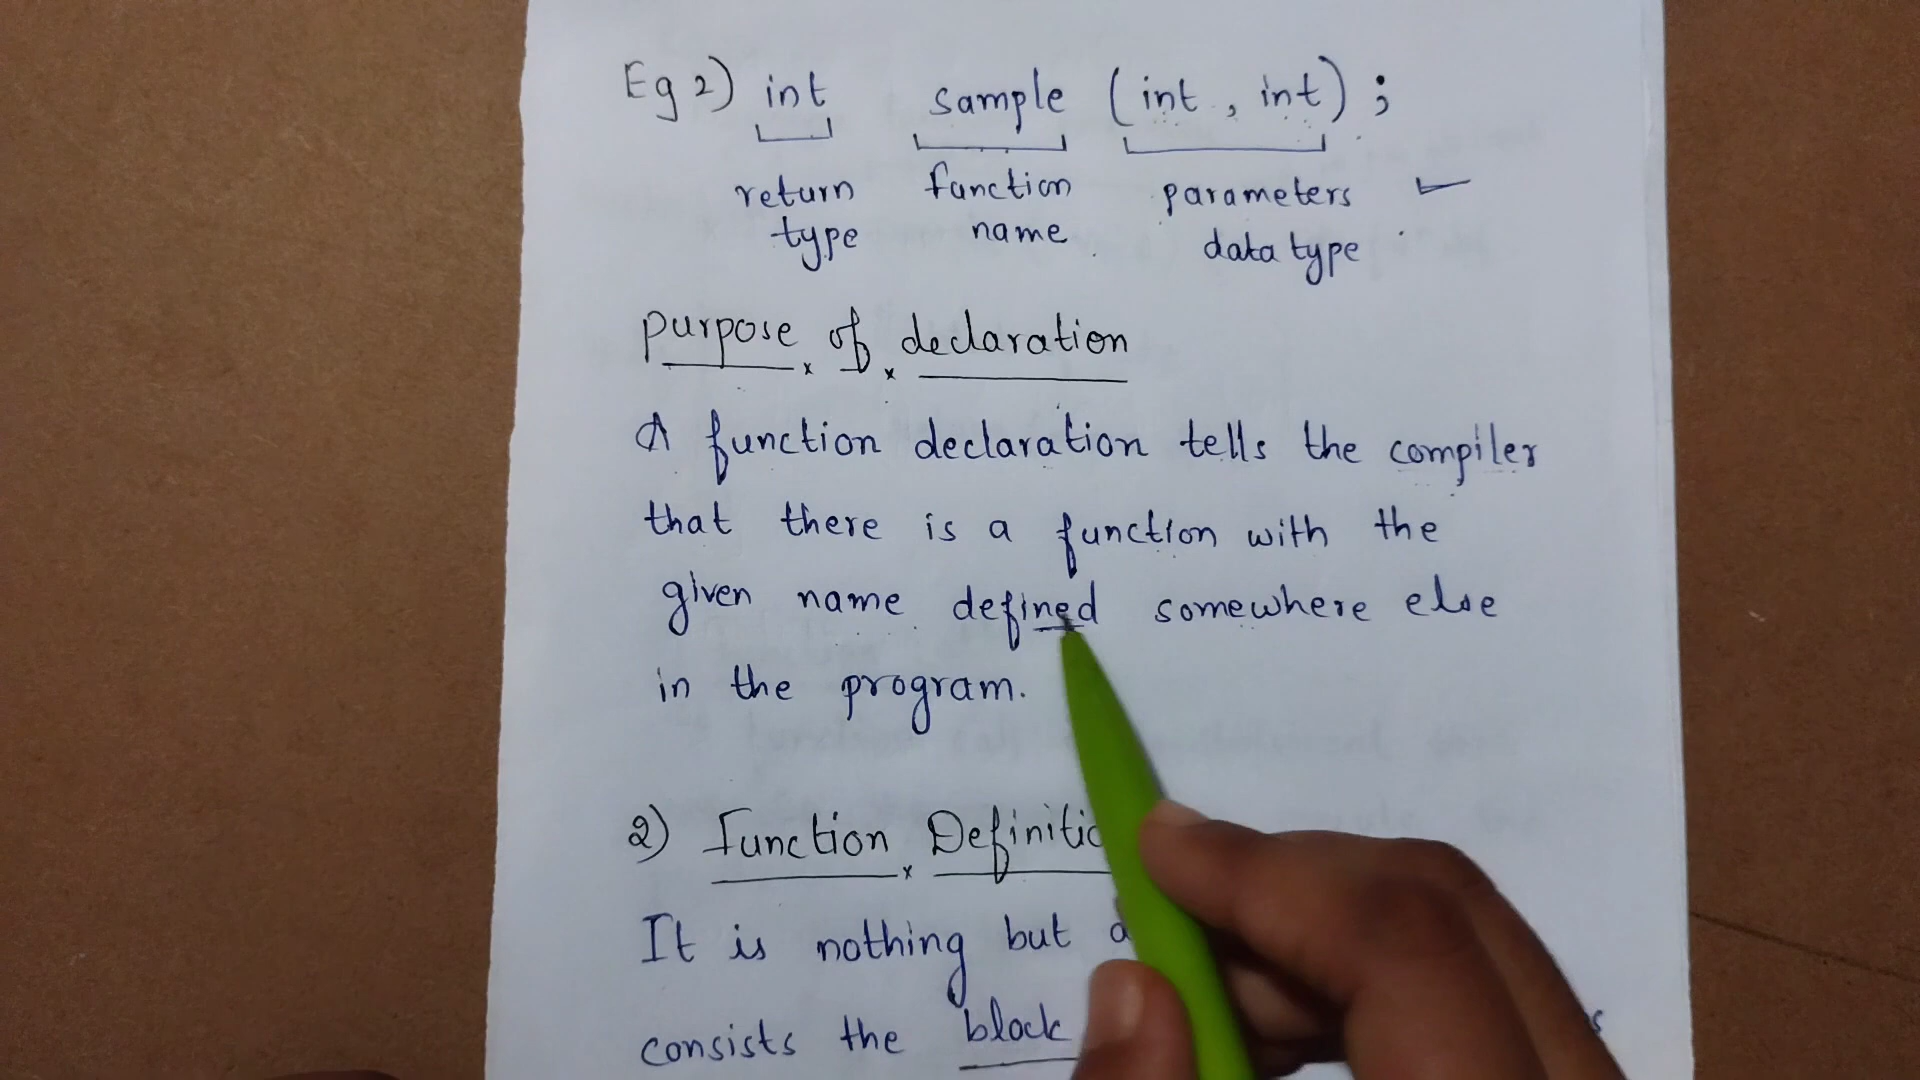 Eg 2) int sample (int, int);
return function parameters
type name data type
purpose of declaration
A function declaration tells the compiler
that there is a function with the
given name defined somewhere else
in the program.
2) Function
It is nothing but
consists the block